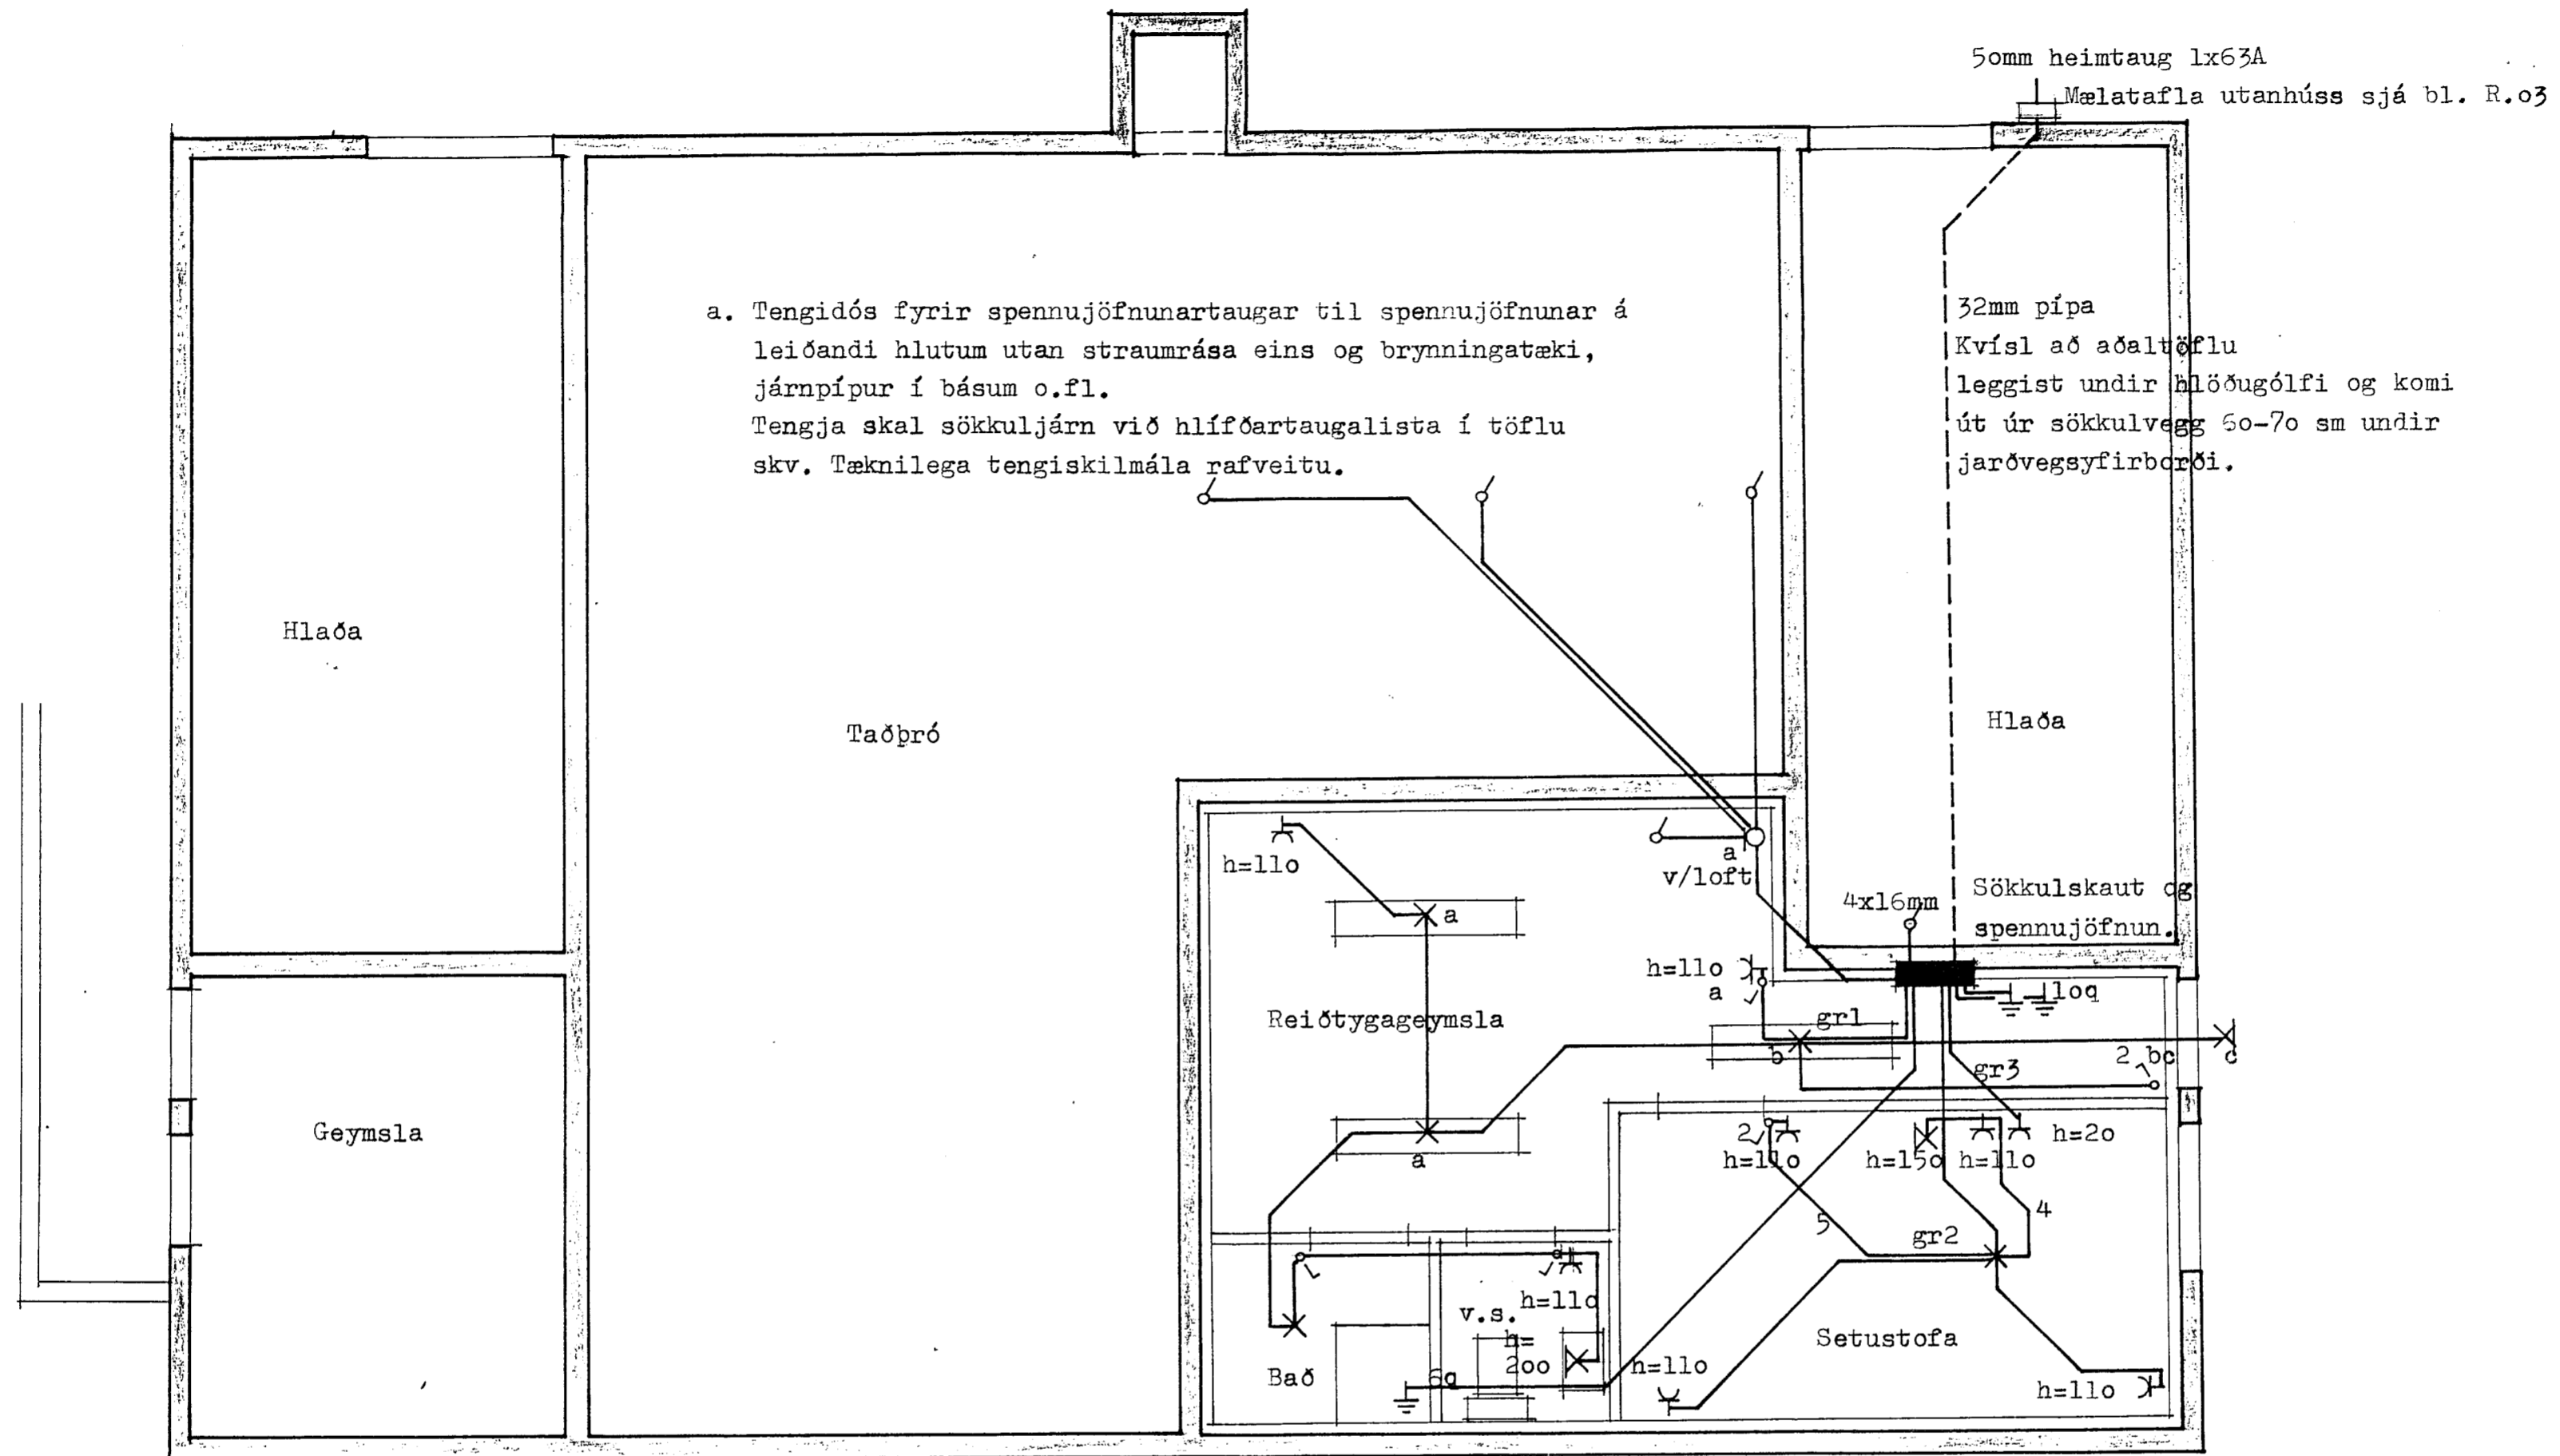 5omm heimtaug 1x63A
Mælatafla utanhúss sjá bl. R.o3
a. Tengidós fyrir spennujöfnunartaugar til spennujöfnunar á
leiðandi hlutum utan straumrása eins og brynningatæki,
járnpípur í básum o.fl.
Tengja skal sökkuljárn við hlífðartaugalista í töflu
skv. Tæknilega tengiskilmála rafveitu.
32mm pípa
Kvísl að aðaltöflu
leggist undir hlöðugólfi og komi
út úr sökkulvegg 6o-7o sm undir
jarðvegsyfirborði.
Hlaða
Taðþró
Hlaða
h=11o
a
v/loft
a
4x16mm
Sökkulskaut og
spennujöfnun.
h=11o
a
loq
Reiðtygageymsla
gr1
b
2 bc
c
gr3
Geymsla
a
2
h=11o
h=15o
h=11o
h=2o
5
4
gr2
a
h=11o
v.s.
h=
2oo
Bað
6q
h=11o
Setustofa
h=11o